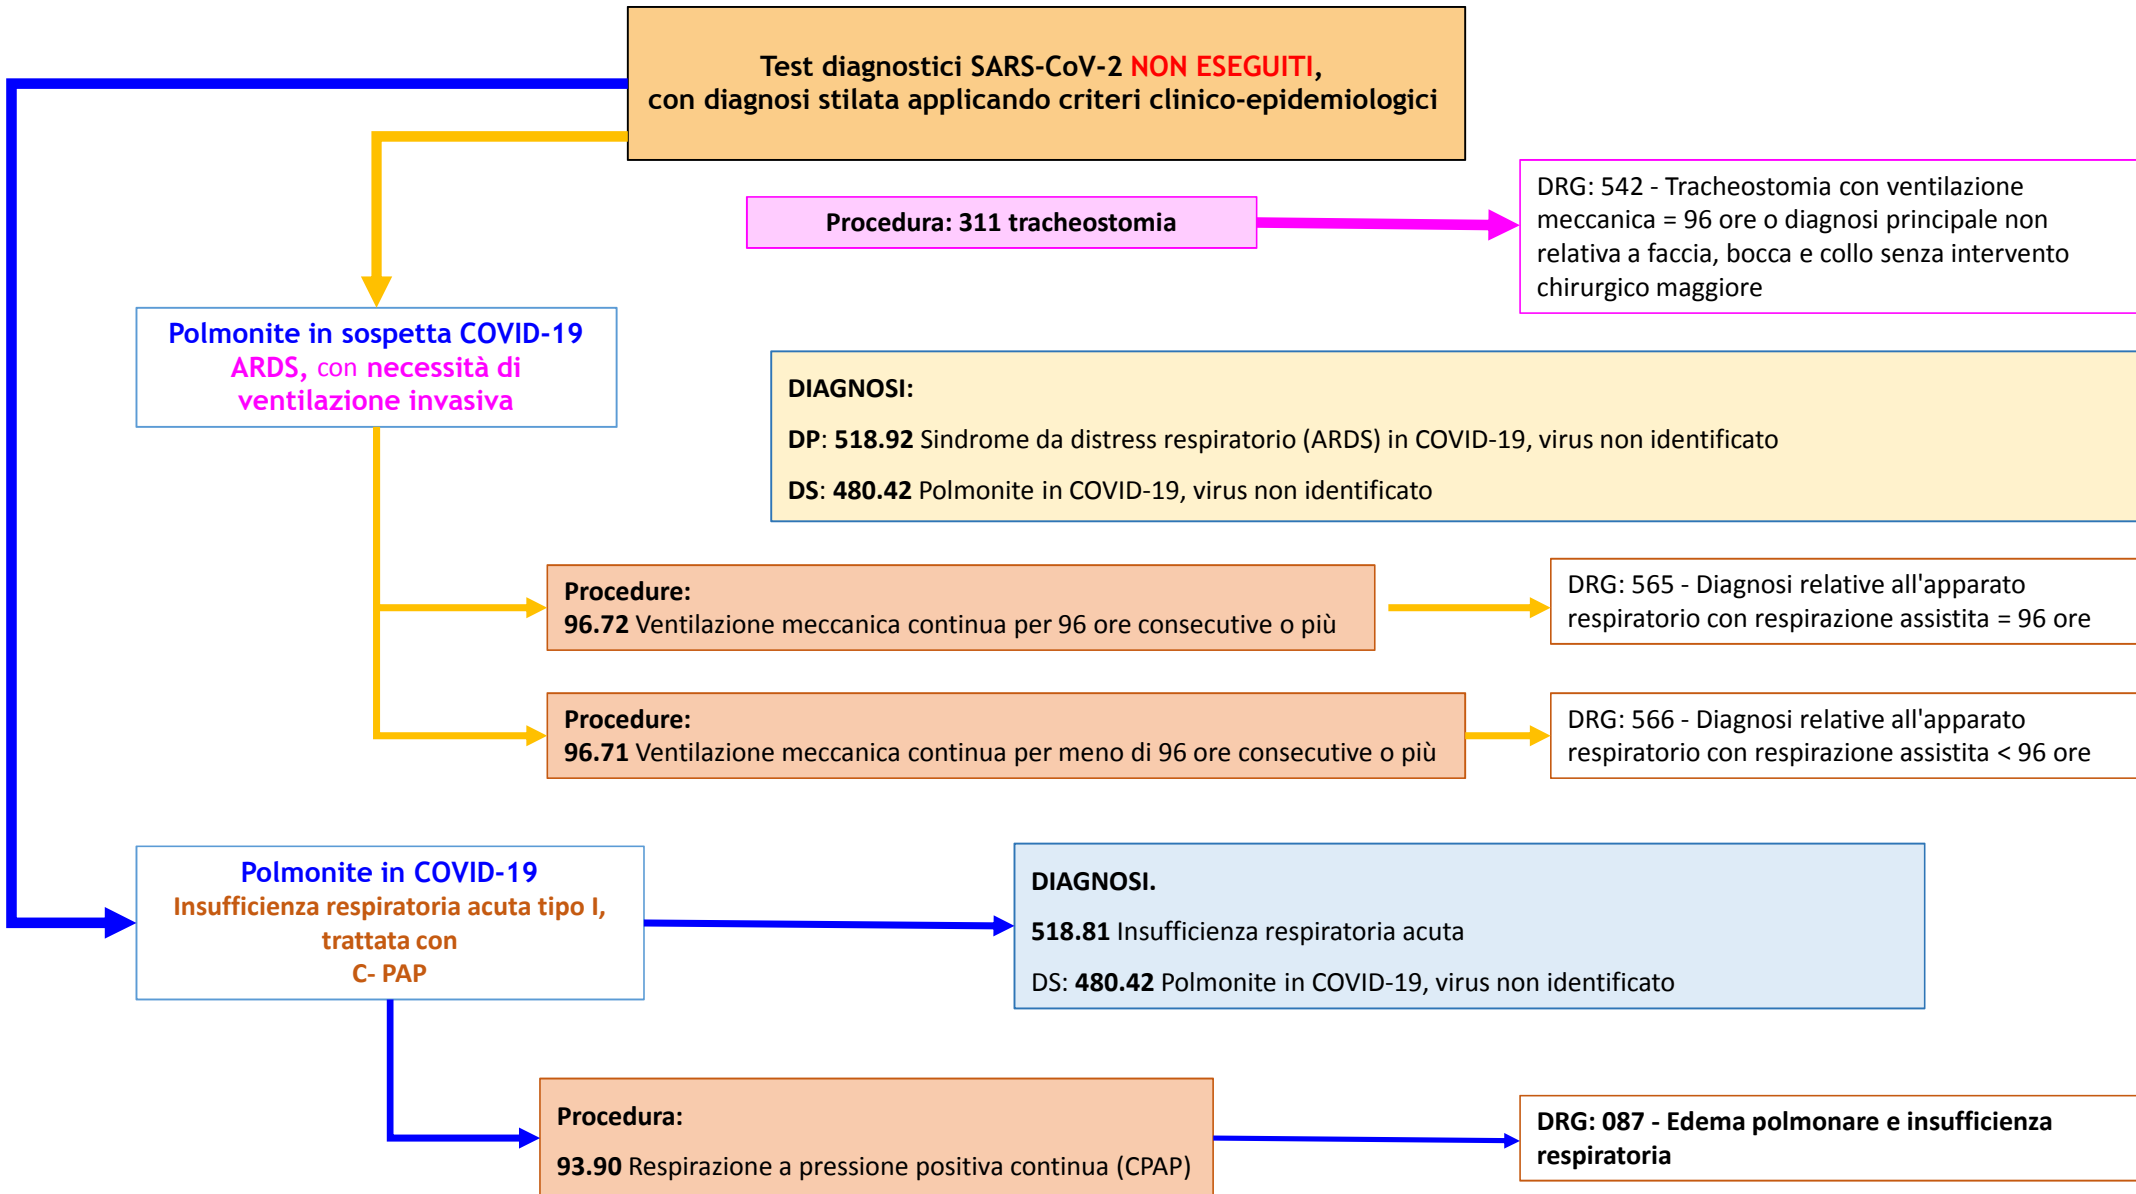 Test diagnostici SARS-CoV-2 NON ESEGUITI,
con diagnosi stilata applicando criteri clinico-epidemiologici
Procedura: 311 tracheostomia
DRG: 542 - Tracheostomia con ventilazione
meccanica = 96 ore o diagnosi principale non
relativa a faccia, bocca e collo senza intervento
chirurgico maggiore
Polmonite in sospetta COVID-19
ARDS, con necessità di
ventilazione invasiva
DIAGNOSI:
DP: 518.92 Sindrome da distress respiratorio (ARDS) in COVID-19, virus non identificato
DS: 480.42 Polmonite in COVID-19, virus non identificato
Procedure:
96.72 Ventilazione meccanica continua per 96 ore consecutive o più
DRG: 565 - Diagnosi relative all'apparato
respiratorio con respirazione assistita = 96 ore
Procedure:
96.71 Ventilazione meccanica continua per meno di 96 ore consecutive o più
DRG: 566 - Diagnosi relative all'apparato
respiratorio con respirazione assistita < 96 ore
Polmonite in COVID-19
Insufficienza respiratoria acuta tipo I,
trattata con
C- PAP
DIAGNOSI.
518.81 Insufficienza respiratoria acuta
DS: 480.42 Polmonite in COVID-19, virus non identificato
Procedura:
93.90 Respirazione a pressione positiva continua (CPAP)
DRG: 087 - Edema polmonare e insufficienza
respiratoria